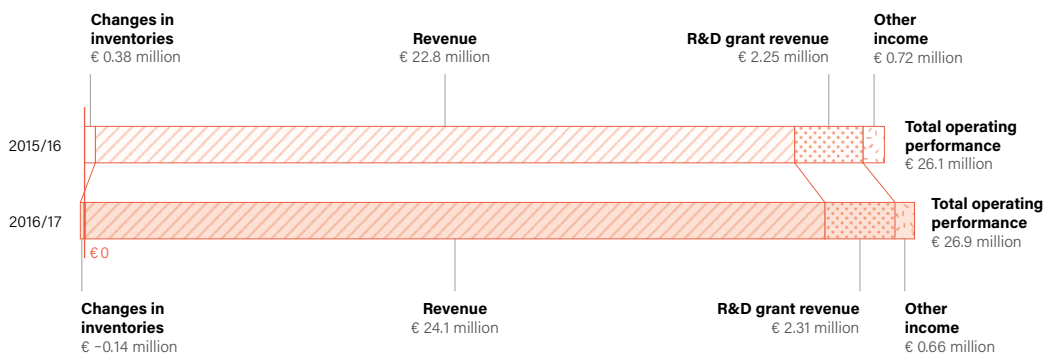 Changes in
inventories
€ 0.38 million
Revenue
€ 22.8 million
R&D grant revenue
€ 2.25 million
Other
income
€ 0.72 million
2015/16
Total operating
performance
€ 26.1 million
2016/17
Total operating
performance
€ 26.9 million
€ 0
Changes in
inventories
€ −0.14 million
Revenue
€ 24.1 million
R&D grant revenue
€ 2.31 million
Other
income
€ 0.66 million